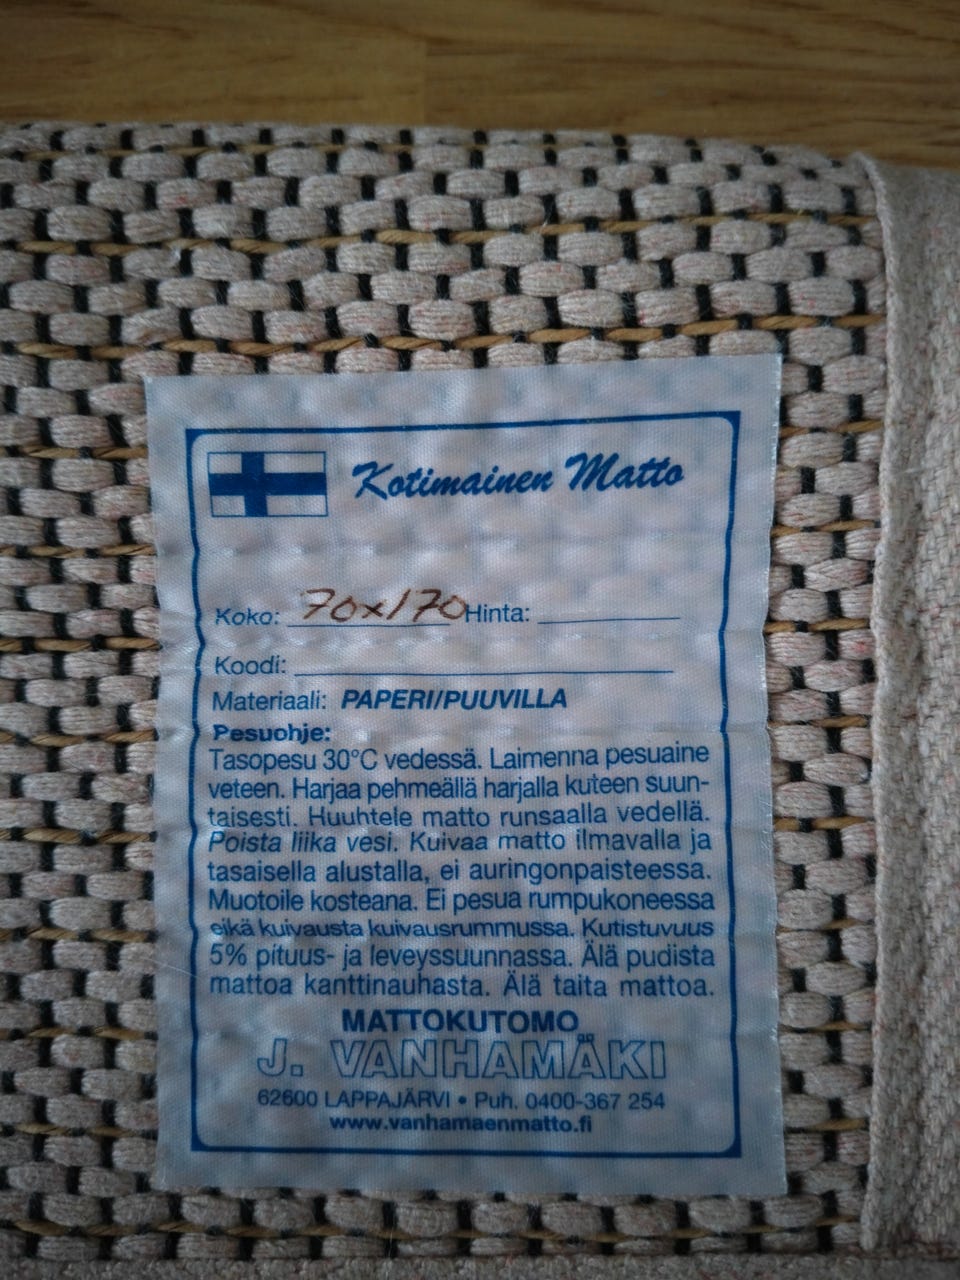 Kotimainen Matto
Koko: 70x170 Hinta:
Koodi:
Materiaali: PAPERI/PUUVILLA
Pesuohje:
Tasopesu 30°C vedessä. Laimenna pesuaine
veteen. Harjaa pehmeällä harjalla kuteen suun-
taisesti. Huuhtele matto runsaalla vedellä.
Poista liika vesi. Kuivaa matto ilmavalla ja
tasaisella alustalla, ei auringonpaisteessa.
Muotoile kosteana. Ei pesua rumpukoneessa
eikä kuivausta kuivausrummussa. Kutistuvuus
5% pituus- ja leveyssuunnassa. Älä pudista
mattoa kanttinauhasta. Älä taita mattoa.
MATTOKUTOMO
J. VANHAMÄKI
62600 LAPPAJÄRVI • Puh. 0400-367 254
www.vanhamaenmatto.fi